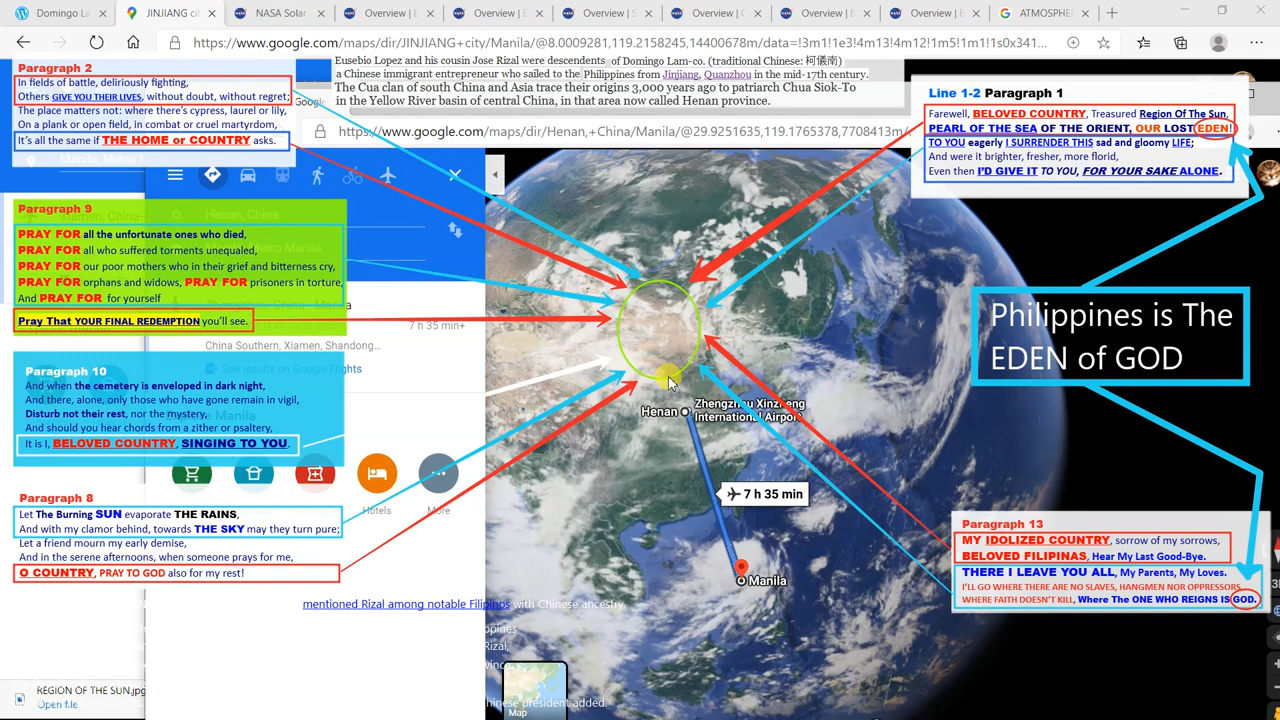 Domingo La
JINJIANG ci
NASA Solar
Overview | E
Overview | E
Overview | S
Overview | C
Overview | B
Overview | B
ATMOSPHE
https://www.google.com/maps/dir/JINJIANG+city/Manila/@8.0009281,119.2158245,14400678m/data=!3m1!1e3!4m13!4m12!1m5!1m1!1s0x341...
Eusebio Lopez and his cousin Jose Rizal were descendents of Domingo Lam-co. (traditional Chinese: 柯儀南)
a Chinese immigrant entrepreneur who sailed to the Philippines from Jinjiang, Quanzhou in the mid-17th century.
The Cua clan of south China and Asia trace their origins 3,000 years ago to patriarch Chua Siok-To
in the Yellow River basin of central China, in that area now called Henan province.
Google
https://www.google.com/maps/dir/Henan,+China/Manila/@29.9251635,119.1765378,7708413m/
Paragraph 2
In fields of battle, deliriously fighting,
Others GIVE YOU THEIR LIVES, without doubt, without regret;
The place matters not: where there's cypress, laurel or lily,
On a plank or open field, in combat or cruel martyrdom,
It's all the same if THE HOME or COUNTRY asks.
Manila, Metro
Line 1-2 Paragraph 1
Farewell, BELOVED COUNTRY, Treasured Region Of The Sun,
PEARL OF THE SEA OF THE ORIENT, OUR LOST EDEN!
TO YOU eagerly I SURRENDER THIS sad and gloomy LIFE;
And were it brighter, fresher, more florid,
Even then I'D GIVE IT TO YOU, FOR YOUR SAKE ALONE.
Henan, China
Metro Manila
Paragraph 9
PRAY FOR all the unfortunate ones who died,
PRAY FOR all who suffered torments unequaled,
PRAY FOR our poor mothers who in their grief and bitterness cry,
PRAY FOR orphans and widows, PRAY FOR prisoners in torture,
And PRAY FOR for yourself
Pray That YOUR FINAL REDEMPTION you'll see.
China - Manila
7 h 35 min+
China Southern, Xiamen, Shandong...
See results on Google Flights
Philippines is The
EDEN of GOD
Paragraph 10
And when the cemetery is enveloped in dark night,
And there, alone, only those who have gone remain in vigil,
Disturb not their rest, nor the mystery,
And should you hear chords from a zither or psaltery,
It is I, BELOVED COUNTRY, SINGING TO YOU.
Manila
Henan
Zhengzhou Xinzheng
International Airport
7 h 35 min
Manila
Hotels
More
Paragraph 8
Let The Burning SUN evaporate THE RAINS,
And with my clamor behind, towards THE SKY may they turn pure;
Let a friend mourn my early demise,
And in the serene afternoons, when someone prays for me,
O COUNTRY, PRAY TO GOD also for my rest!
Paragraph 13
MY IDOLIZED COUNTRY, sorrow of my sorrows,
BELOVED FILIPINAS, Hear My Last Good-Bye.
THERE I LEAVE YOU ALL, My Parents, My Loves.
I'LL GO WHERE THERE ARE NO SLAVES, HANGMEN NOR OPPRESSORS,
WHERE FAITH DOESN'T KILL, Where The ONE WHO REIGNS IS GOD.
mentioned Rizal among notable Filipinos with Chinese ancestry.
Rizal,
hinese president added.
REGION OF THE SUN.jpg
Open file
Map